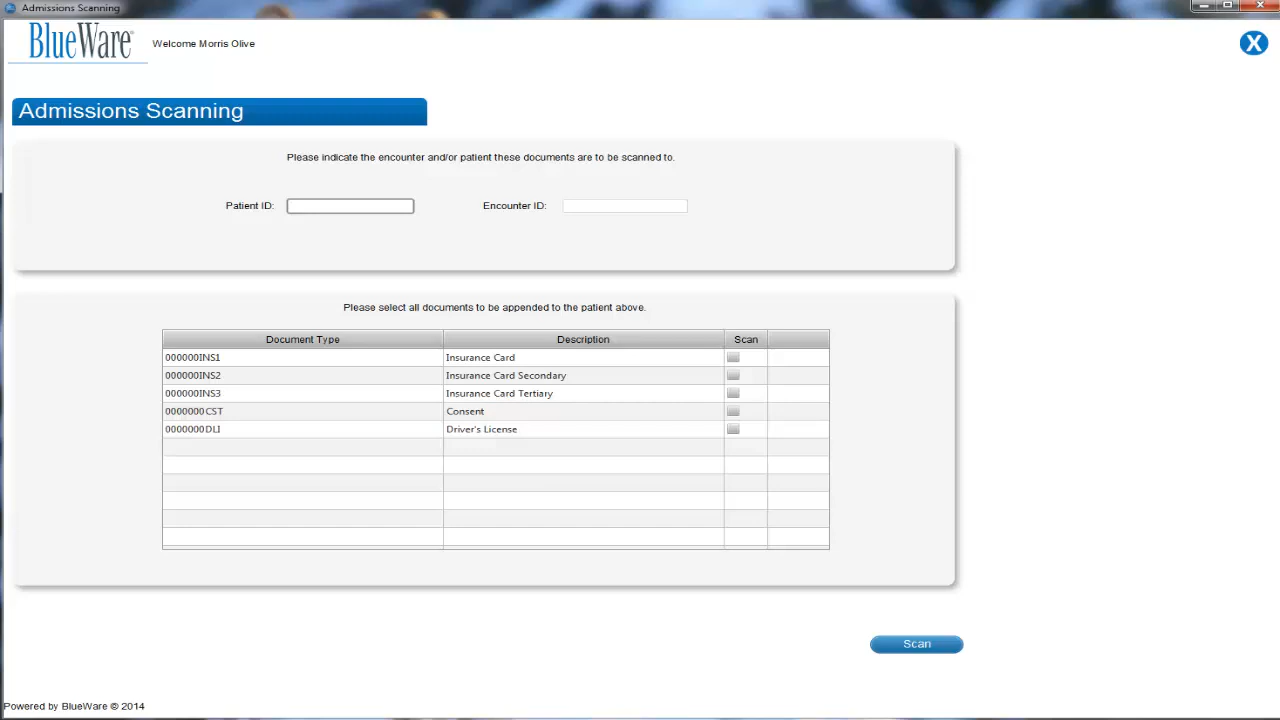 Admissions Scanning
BlueWare® Welcome Morris Olive
X
Admissions Scanning
Please indicate the encounter and/or patient these documents are to be scanned to.
Patient ID: Encounter ID:
Please select all documents to be appended to the patient above.
Document Type Description Scan
000000INS1 Insurance Card
000000INS2 Insurance Card Secondary
000000INS3 Insurance Card Tertiary
0000000CST Consent
0000000DLI Driver's License
Scan
Powered by BlueWare © 2014